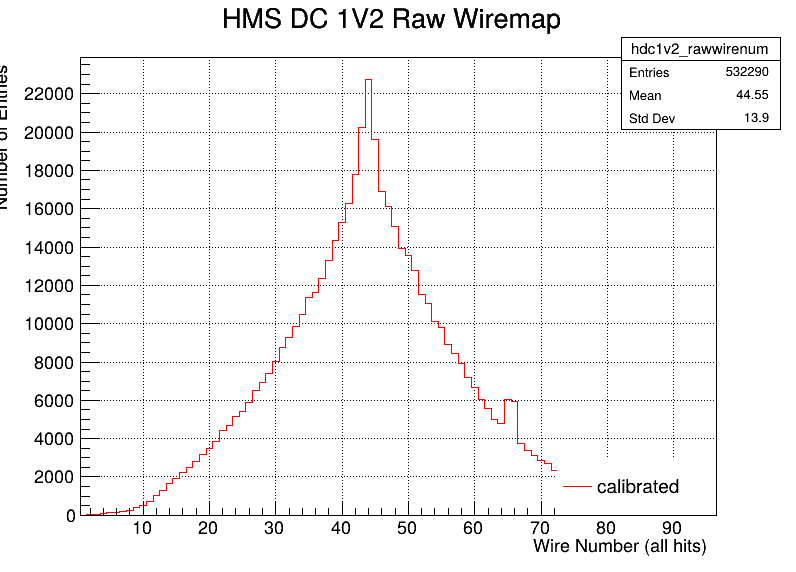 HMS DC 1V2 Raw Wiremap
hdc1v2_rawwirenum
Entries 532290
Mean 44.55
Std Dev 13.9
Number of Entries
22000
20000
18000
16000
14000
12000
10000
8000
6000
4000
2000
0
calibrated
10 20 30 40 50 60 70 80 90
Wire Number (all hits)